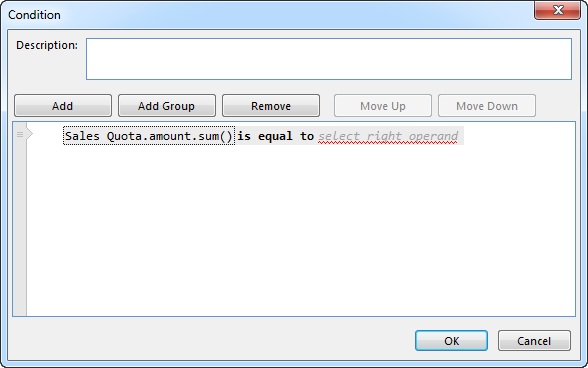 Condition
Description:
Add Add Group Remove Move Up Move Down
Sales Quota.amount.sum() is equal to select right operand
OK Cancel